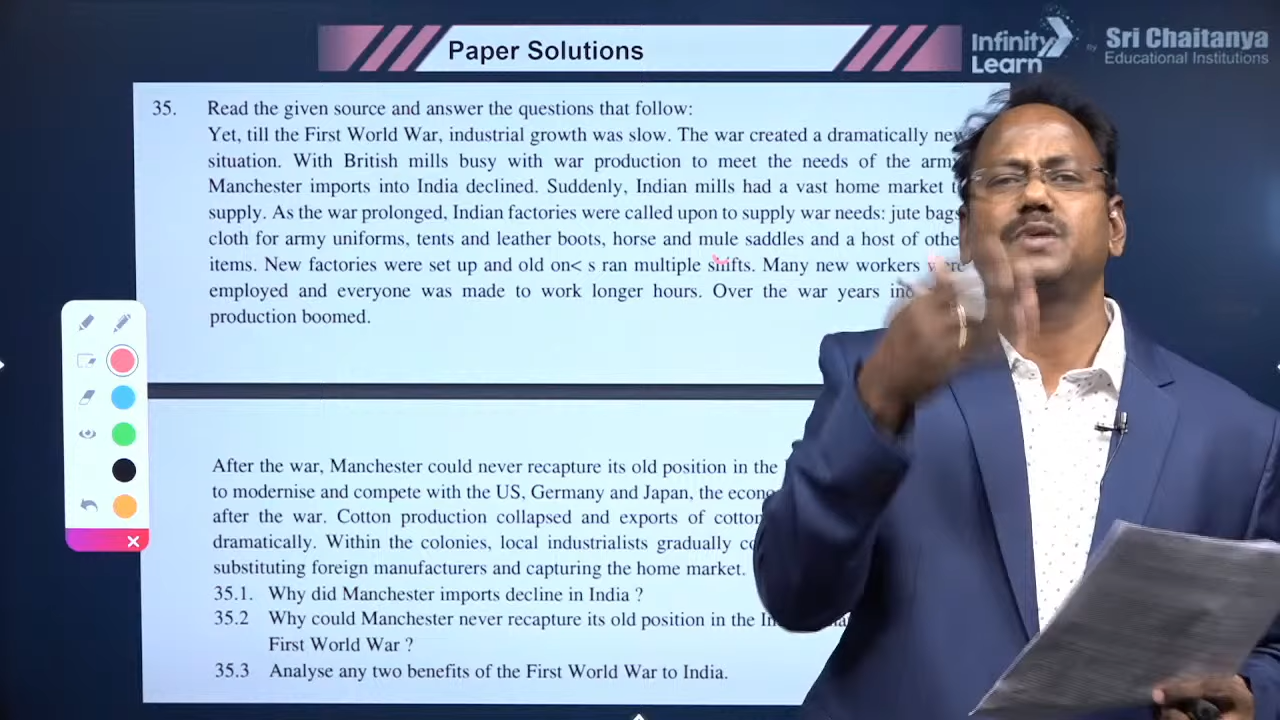 Paper Solutions
Infinity Learn by Sri Chaitanya Educational Institutions
35. Read the given source and answer the questions that follow:
Yet, till the First World War, industrial growth was slow. The war created a dramatically new
situation. With British mills busy with war production to meet the needs of the army
Manchester imports into India declined. Suddenly, Indian mills had a vast home market
supply. As the war prolonged, Indian factories were called upon to supply war needs: jute bags
cloth for army uniforms, tents and leather boots, horse and mule saddles and a host of othe
items. New factories were set up and old on< s ran multiple shifts. Many new workers were
employed and everyone was made to work longer hours. Over the war years
production boomed.
After the war, Manchester could never recapture its old position in the
to modernise and compete with the US, Germany and Japan, the econo
after the war. Cotton production collapsed and exports of cotton
dramatically. Within the colonies, local industrialists gradually co
substituting foreign manufacturers and capturing the home market.
35.1. Why did Manchester imports decline in India ?
35.2 Why could Manchester never recapture its old position in the
First World War ?
35.3 Analyse any two benefits of the First World War to India.